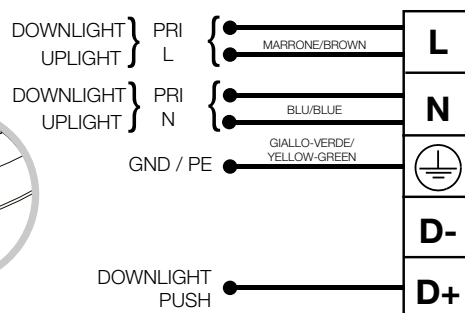 DOWNLIGHT } PRI { MARRONE/BROWN L
UPLIGHT L
DOWNLIGHT } PRI { BLU/BLUE N
UPLIGHT N
GIALLO-VERDE/
YELLOW-GREEN
GND / PE
D-
DOWNLIGHT
PUSH
D+